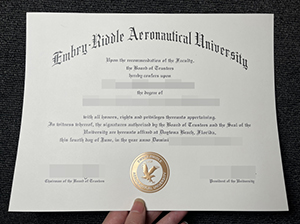 Embry-Riddle Aeronautical University
Upon the recommendation of the Faculty,
the Board of Trustees
hereby confers upon
the degree of
with all honors, rights and privileges thereunto appertaining.
In witness whereof, the signatures authorized by the Board of Trustees and the Seal of the
University are hereunto affixed at Daytona Beach, Florida,
this fourth day of June, in the year anno Domini
Chairman of the Board of Trustees
President of the University